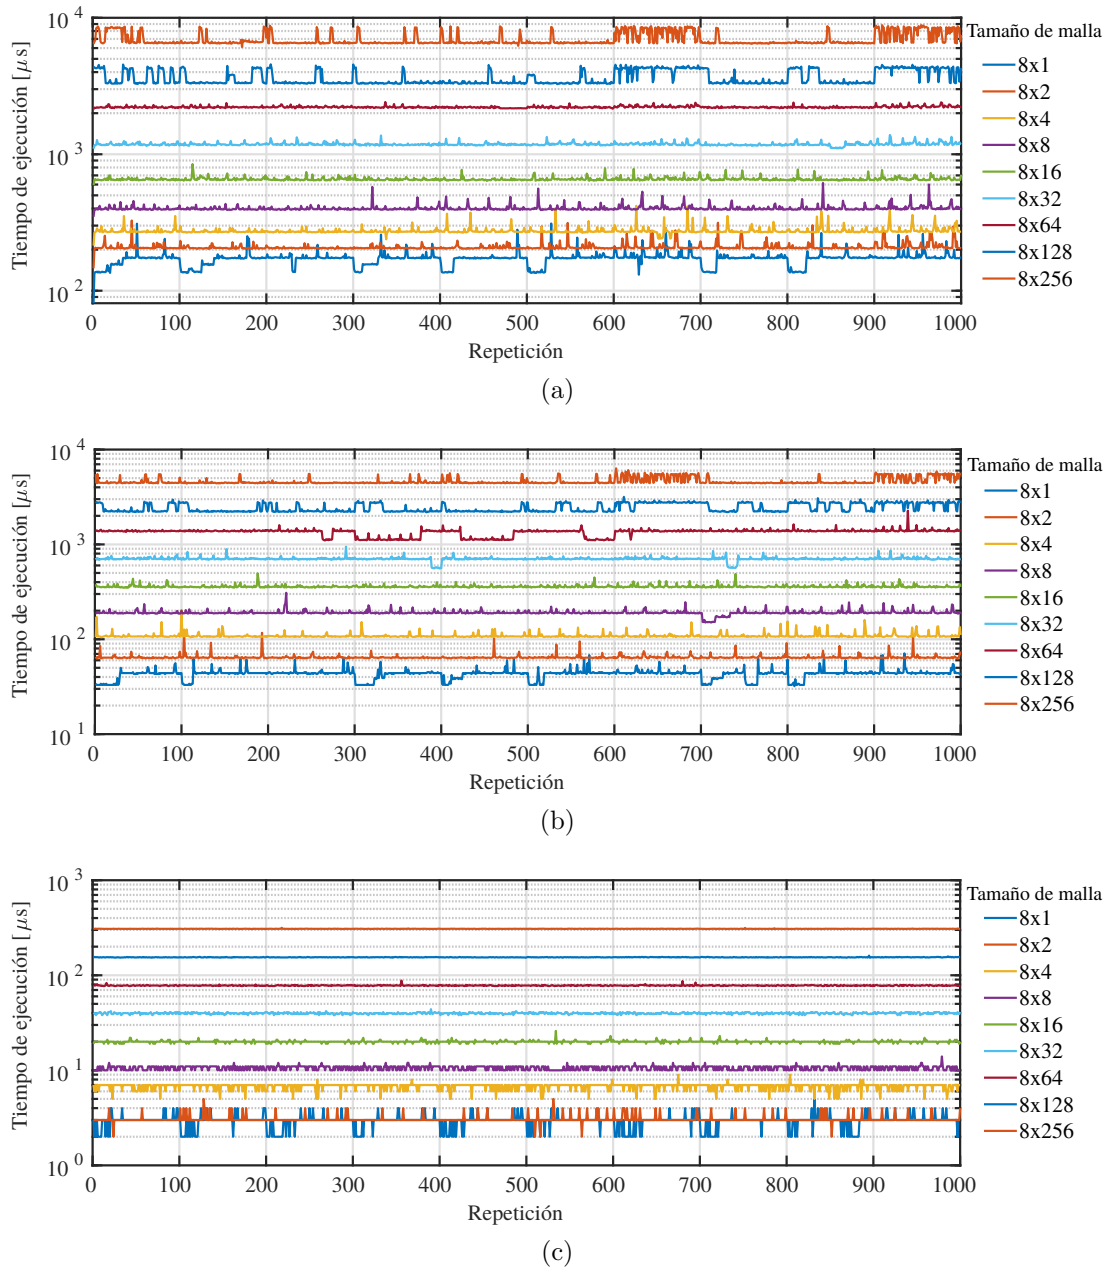 Tiempo de ejecución [μs]
10^4
10^3
10^2
0 100 200 300 400 500 600 700 800 900 1000
Repetición
Tamaño de malla
8x1
8x2
8x4
8x8
8x16
8x32
8x64
8x128
8x256
(a)
Tiempo de ejecución [μs]
10^4
10^3
10^2
10^1
0 100 200 300 400 500 600 700 800 900 1000
Repetición
Tamaño de malla
8x1
8x2
8x4
8x8
8x16
8x32
8x64
8x128
8x256
(b)
Tiempo de ejecución [μs]
10^3
10^2
10^1
10^0
0 100 200 300 400 500 600 700 800 900 1000
Repetición
Tamaño de malla
8x1
8x2
8x4
8x8
8x16
8x32
8x64
8x128
8x256
(c)